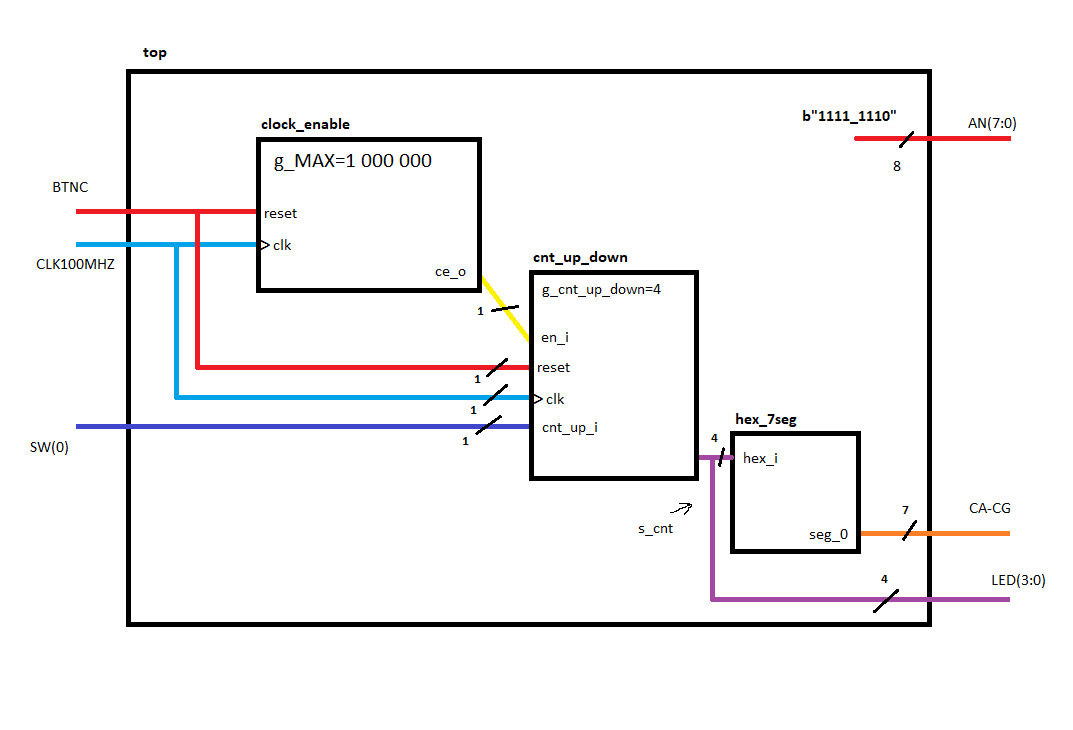 top
b"1111_1110"
AN(7:0)
clock_enable
g_MAX=1 000 000
8
BTNC
reset
clk
CLK100MHZ
cnt_up_down
ce_o
g_cnt_up_down=4
1
en_i
reset
1
clk
1
cnt_up_i
1
SW(0)
hex_7seg
4
hex_i
s_cnt
7
CA-CG
seg_0
4
LED(3:0)